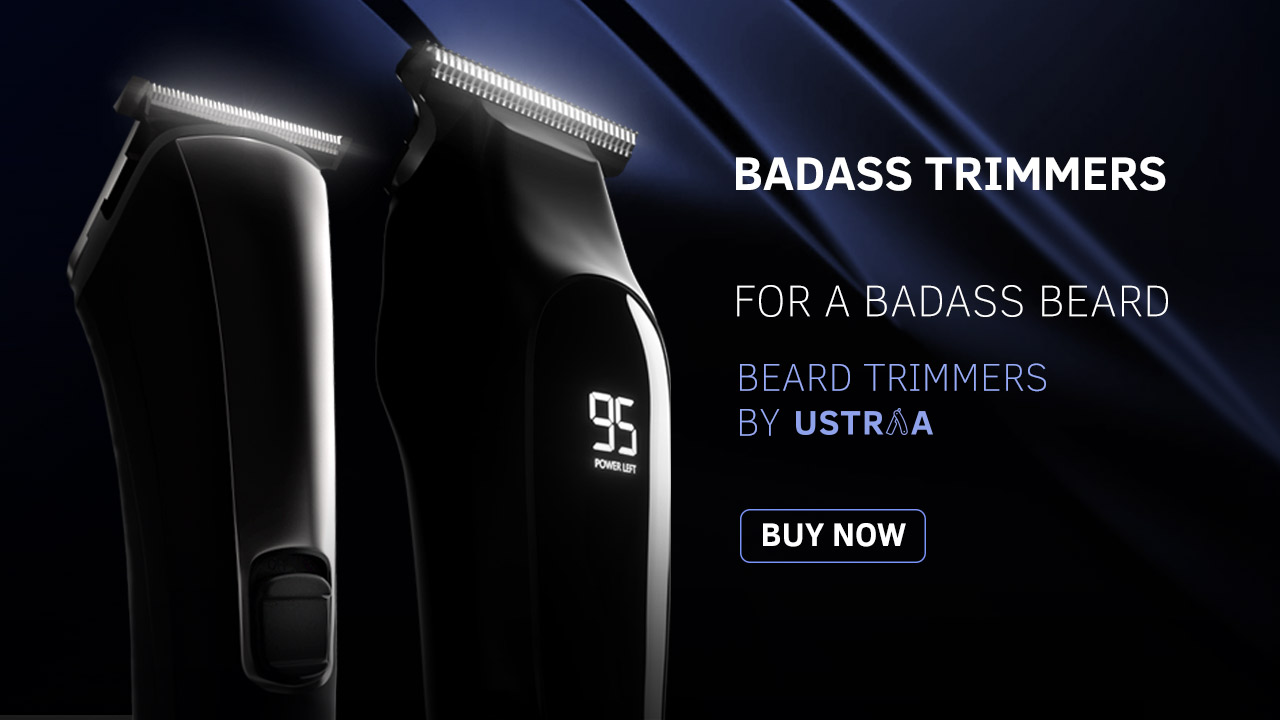 BADASS TRIMMERS
FOR A BADASS BEARD
BEARD TRIMMERS
BY USTRAA
BUY NOW
95
POWER LEFT